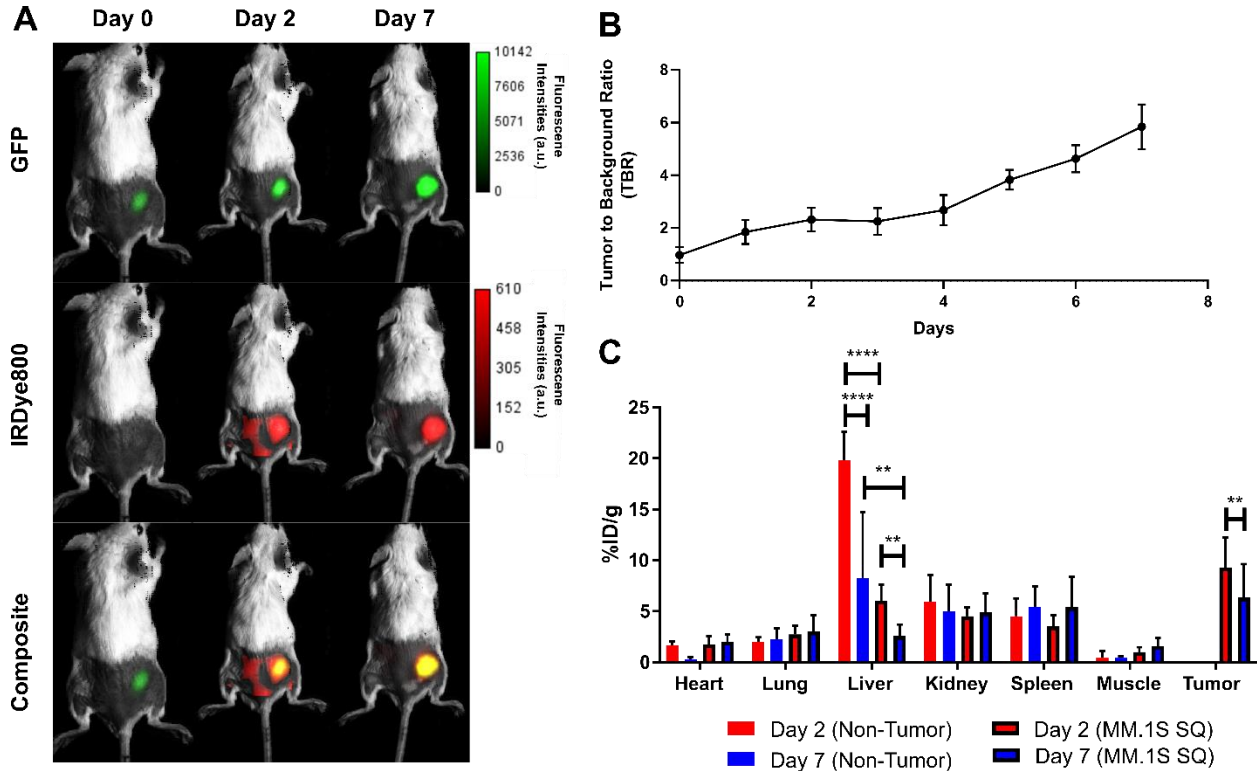 A
Day 0
Day 2
Day 7
GFP
10142
7606
5071
2536
0
Fluorescene
Intensities (a.u.)
IRDye800
610
458
305
152
0
Fluorescene
Intensities (a.u.)
Composite
B
Tumor to Background Ratio
(TBR)
8
6
4
2
0
0
2
4
6
8
Days
C
%ID/g
25
20
15
10
5
0
****
****
**
**
**
Heart
Lung
Liver
Kidney
Spleen
Muscle
Tumor
Day 2 (Non-Tumor)
Day 2 (MM.1S SQ)
Day 7 (Non-Tumor)
Day 7 (MM.1S SQ)